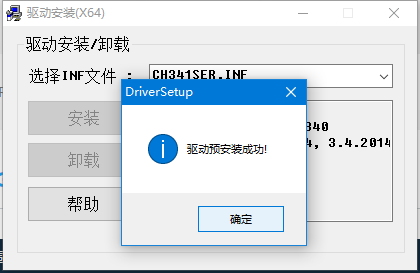 驱动安装(X64)
驱动安装/卸载
选择INF文件 :
CH341SER.INF
安装
卸载
帮助
340
4, 3.4.2014
DriverSetup
驱动预安装成功!
确定